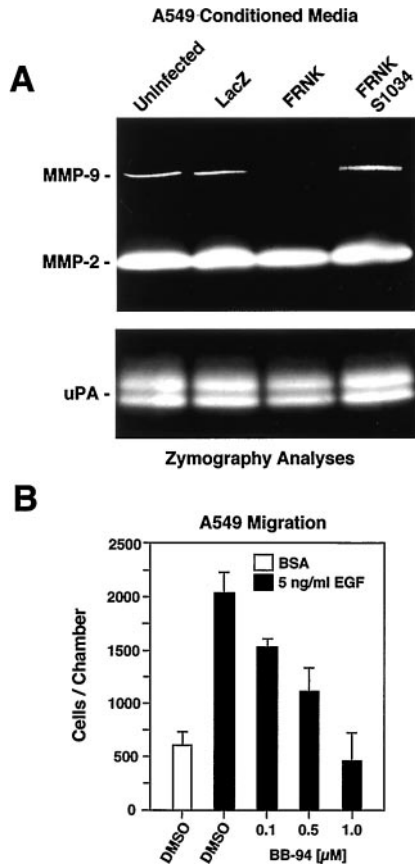 A549 Conditioned Media
A
Uninfected
LacZ
FRNK
FRNK
S1034
MMP-9 -
MMP-2 -
uPA -
Zymography Analyses
B
A549 Migration
BSA
5 ng/ml EGF
Cells / Chamber
2500
2000
1500
1000
500
0
DMSO
DMSO
0.1 0.5 1.0
BB-94 [µM]